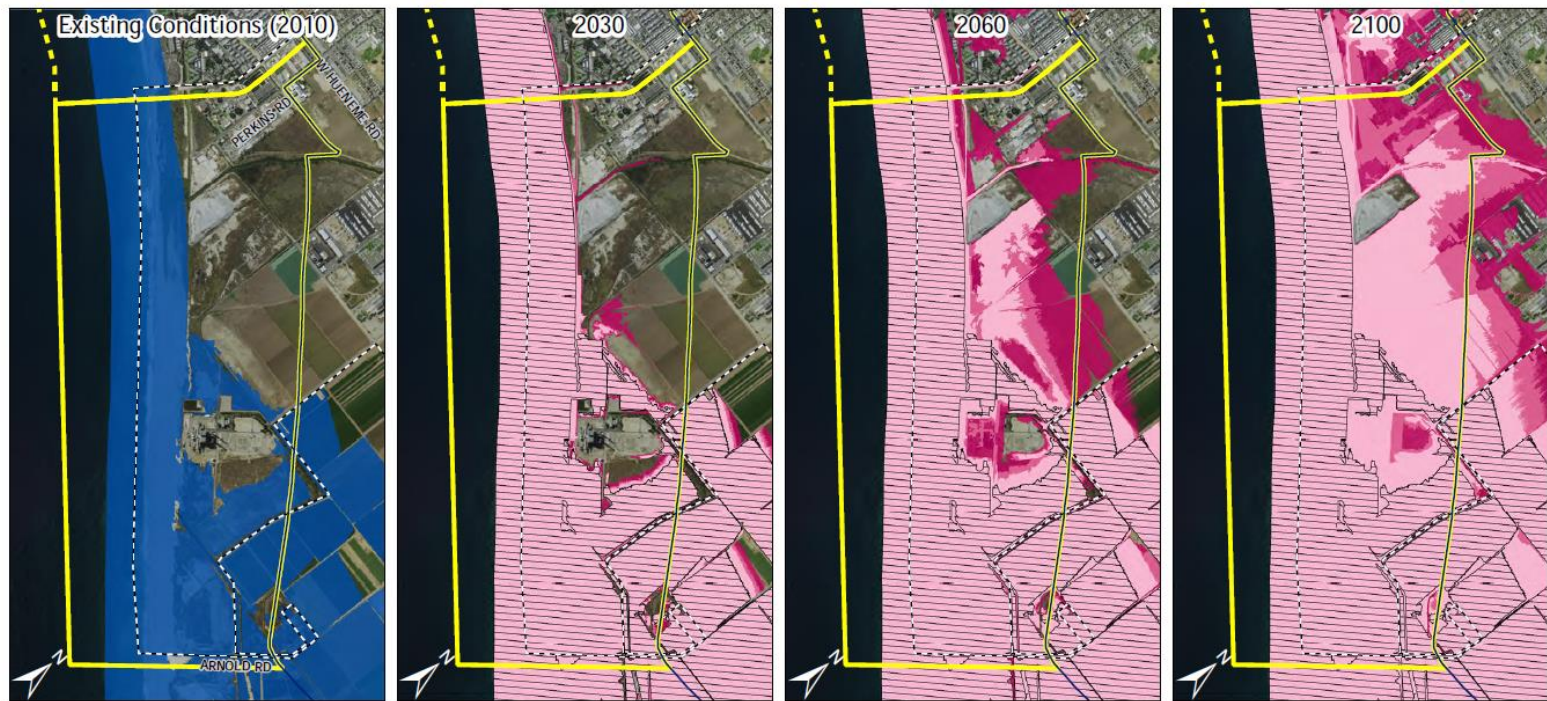 Existing Conditions (2010)
2030
2060
2100
W HUENEME RD
PERKINS RD
ARNOLD RD
N
N
N
N